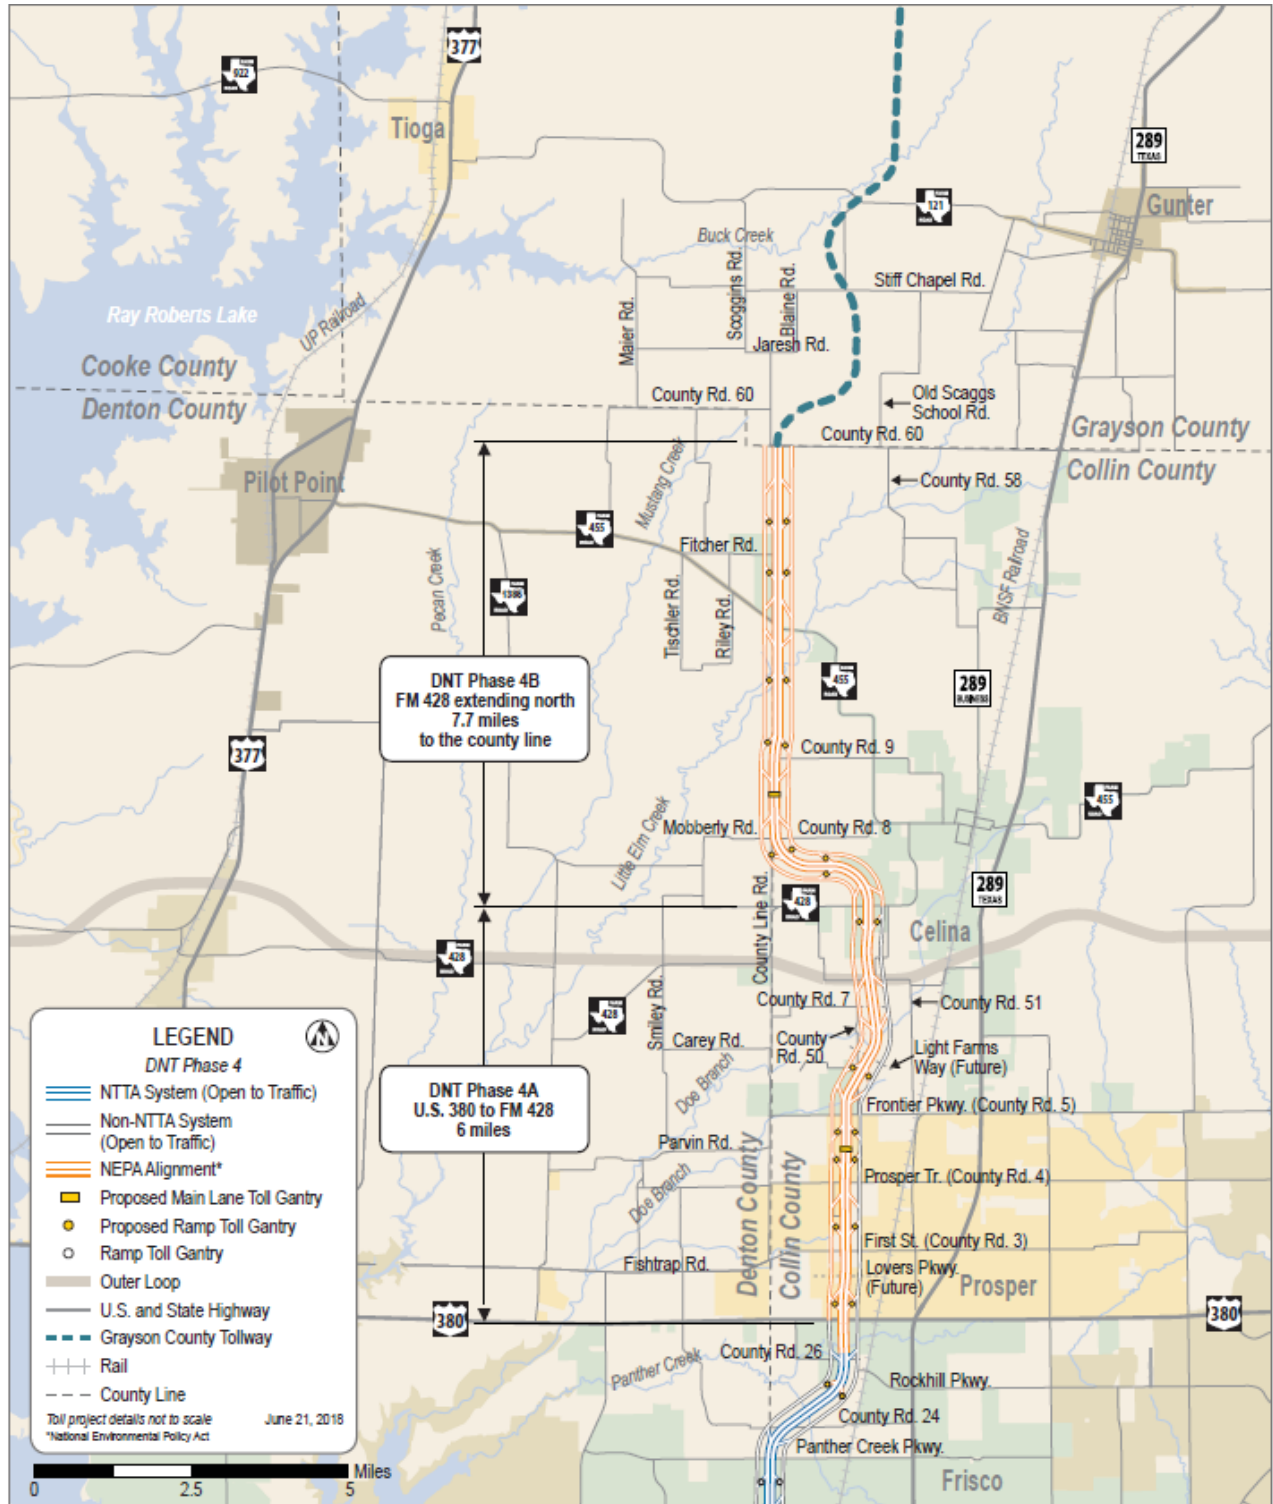 377
922
Tioga
289
TEXAS
121
Gunter
Buck Creek
Scoggins Rd.
Blaine Rd.
Stiff Chapel Rd.
Maier Rd.
Ray Roberts Lake
UP Railroad
Jaresh Rd.
Cooke County
Denton County
County Rd. 60
Old Scaggs
School Rd.
County Rd. 60
Grayson County
Collin County
Pilot Point
Mustang Creek
County Rd. 58
455
Fitcher Rd.
BNSF Railroad
Pecan Creek
1386
Tischler Rd.
Riley Rd.
DNT Phase 4B
FM 428 extending north
7.7 miles
to the county line
455
289
BUSINESS
377
County Rd. 9
455
Little Elm Creek
Mobberly Rd.
County Rd. 8
County Line Rd.
428
289
TEXAS
Celina
428
Smiley Rd.
428
County Rd. 7
County Rd. 51
Carey Rd.
County
Rd. 50
Light Farms
Way (Future)
Doe Branch
DNT Phase 4A
U.S. 380 to FM 428
6 miles
Frontier Pkwy. (County Rd. 5)
Parvin Rd.
Denton County
Collin County
Prosper Tr. (County Rd. 4)
Doe Branch
First St. (County Rd. 3)
Fishtrap Rd.
Lovers Pkwy.
(Future)
Prosper
380
380
County Rd. 26
Panther Creek
Rockhill Pkwy.
County Rd. 24
Panther Creek Pkwy.
Frisco
LEGEND
N
DNT Phase 4
NTTA System (Open to Traffic)
Non-NTTA System
(Open to Traffic)
NEPA Alignment*
Proposed Main Lane Toll Gantry
Proposed Ramp Toll Gantry
Ramp Toll Gantry
Outer Loop
U.S. and State Highway
Grayson County Tollway
Rail
County Line
Toll project details not to scale
June 21, 2018
*National Environmental Policy Act
Miles
0
2.5
5